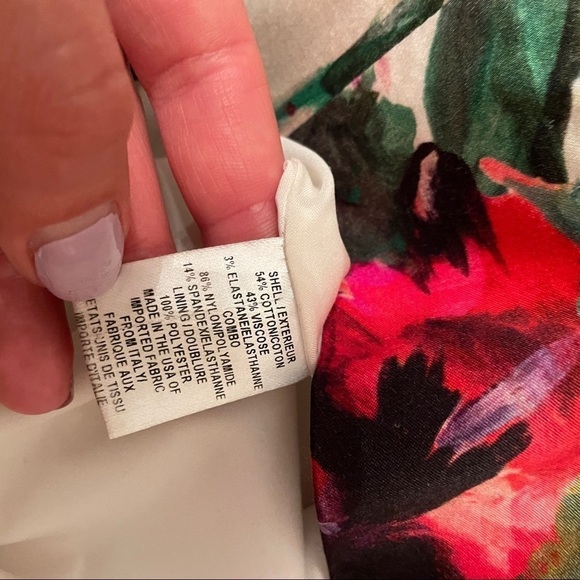 SHELL / EXTERIEUR
54% COTTON/COTON
43% VISCOSE
3% ELASTANE/ELASTHANNE
COMBO
86% NYLON/POLYAMIDE
14% SPANDEX/ELASTHANNE
LINING / DOUBLURE
100% POLYESTER
MADE IN THE USA OF
IMPORTED FABRIC
FROM ITALY/
FABRIQUE AUX
ETATS-UNIS DE TISSU
IMPORTE D'ITALIE